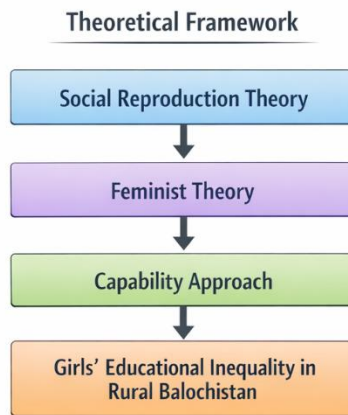 Theoretical Framework
Social Reproduction Theory
Feminist Theory
Capability Approach
Girls' Educational Inequality in
Rural Balochistan